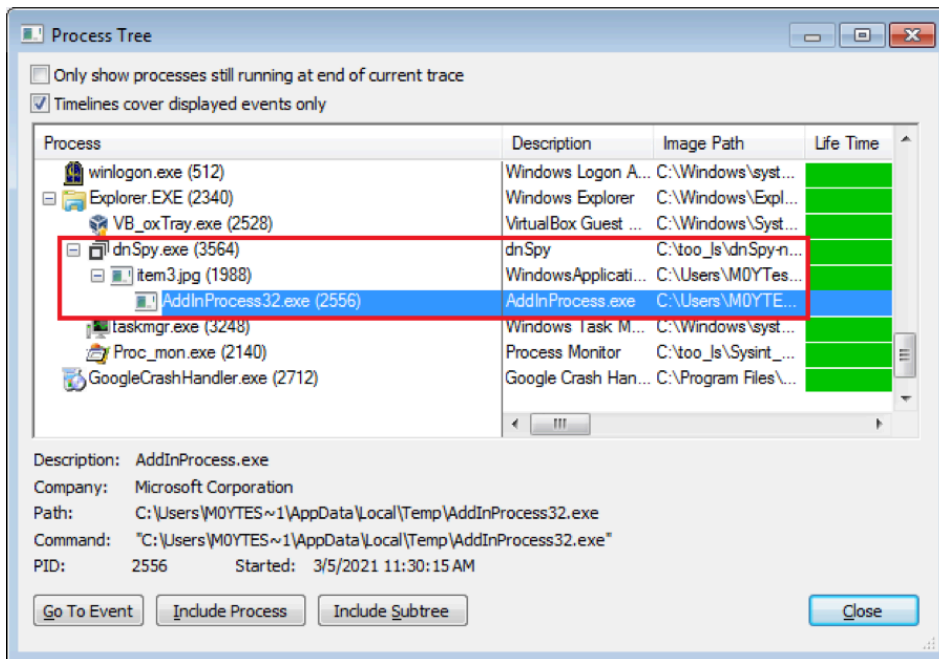 Process Tree
Only show processes still running at end of current trace
Timelines cover displayed events only
Process Description Image Path Life Time
winlogon.exe (512) Windows Logon A... C:\Windows\syst...
Explorer.EXE (2340) Windows Explorer C:\Windows\Expl...
VB_oxTray.exe (2528) VirtualBox Guest ... C:\Windows\Syst...
dnSpy.exe (3564) dnSpy C:\too_ls\dnSpy-n...
item3.jpg (1988) WindowsApplicati... C:\Users\M0YTes...
AddInProcess32.exe (2556) AddInProcess.exe C:\Users\M0YTE...
taskmgr.exe (3248) Windows Task M... C:\Windows\syst...
Proc_mon.exe (2140) Process Monitor C:\too_ls\Sysint_...
GoogleCrashHandler.exe (2712) Google Crash Han... C:\Program Files\...
Description: AddInProcess.exe
Company: Microsoft Corporation
Path: C:\Users\M0YTES~1\AppData\Local\Temp\AddInProcess32.exe
Command: "C:\Users\M0YTES~1\AppData\Local\Temp\AddInProcess32.exe"
PID: 2556 Started: 3/5/2021 11:30:15 AM
Go To Event Include Process Include Subtree Close